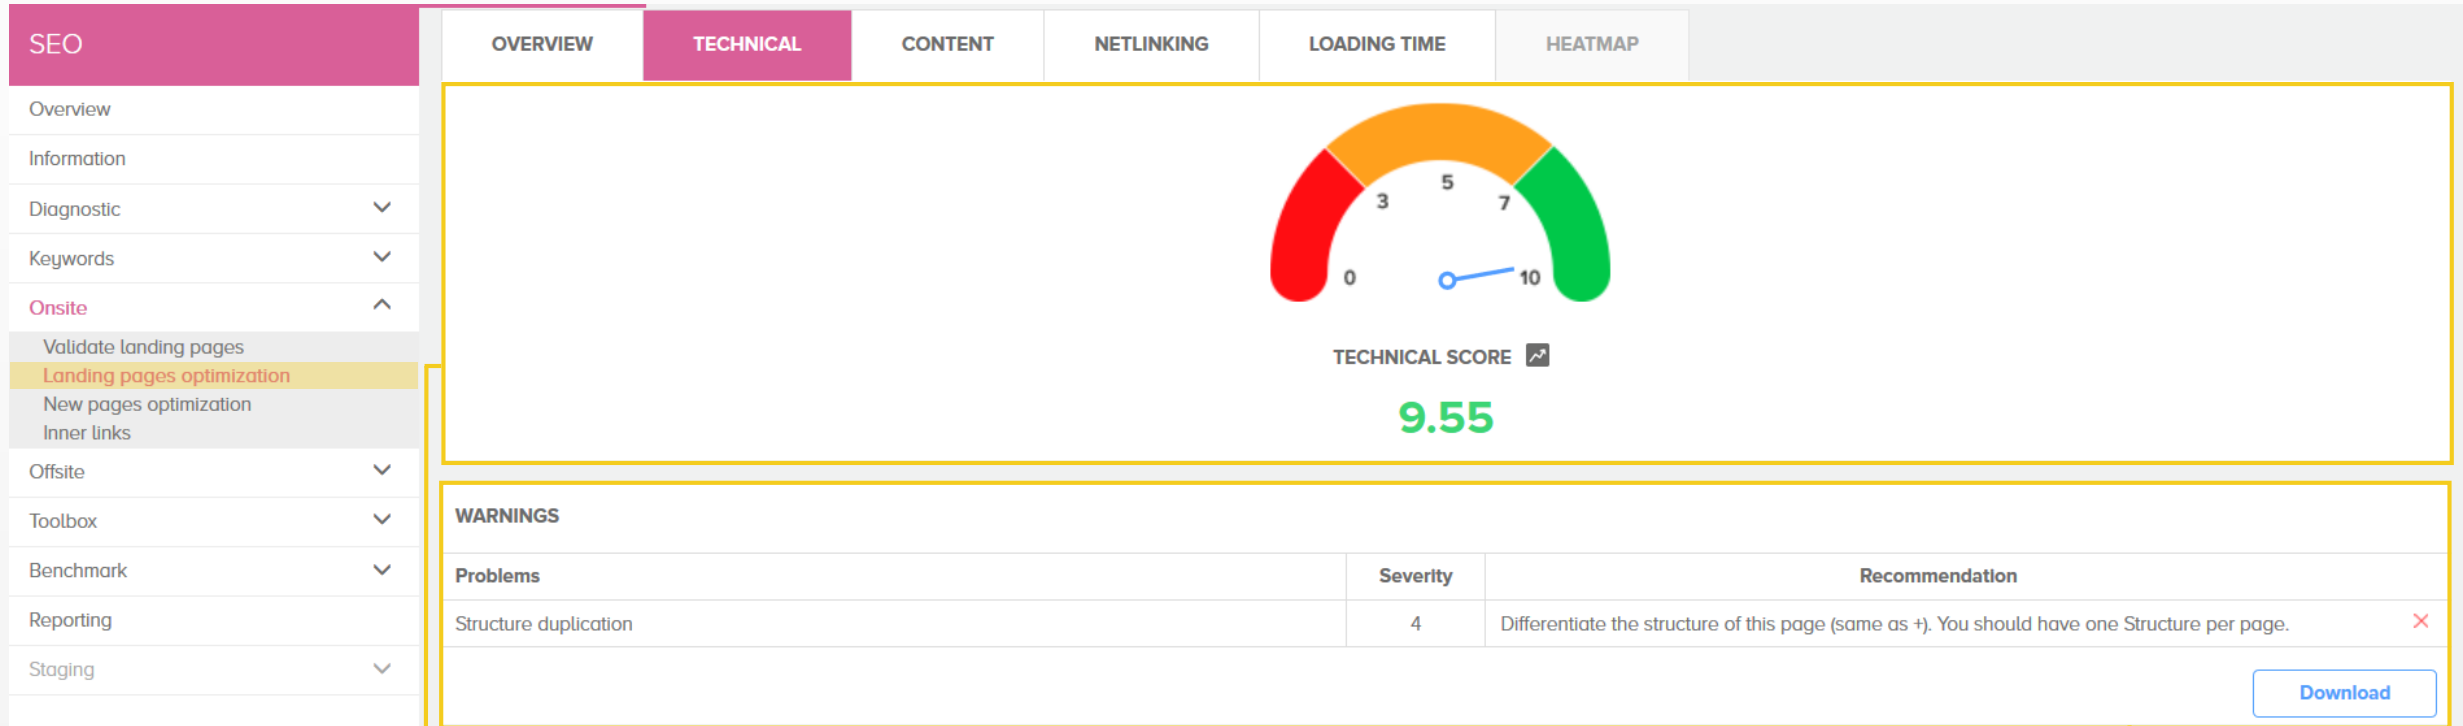 SEO
Overview
Information
Diagnostic
Keywords
Onsite
Validate landing pages
Landing pages optimization
New pages optimization
Inner links
Offsite
Toolbox
Benchmark
Reporting
Staging
OVERVIEW TECHNICAL CONTENT NETLINKING LOADING TIME HEATMAP
5
3 7
0 10
TECHNICAL SCORE
9.55
WARNINGS
Problems Severity Recommendation
Structure duplication 4 Differentiate the structure of this page (same as +). You should have one Structure per page.
Download